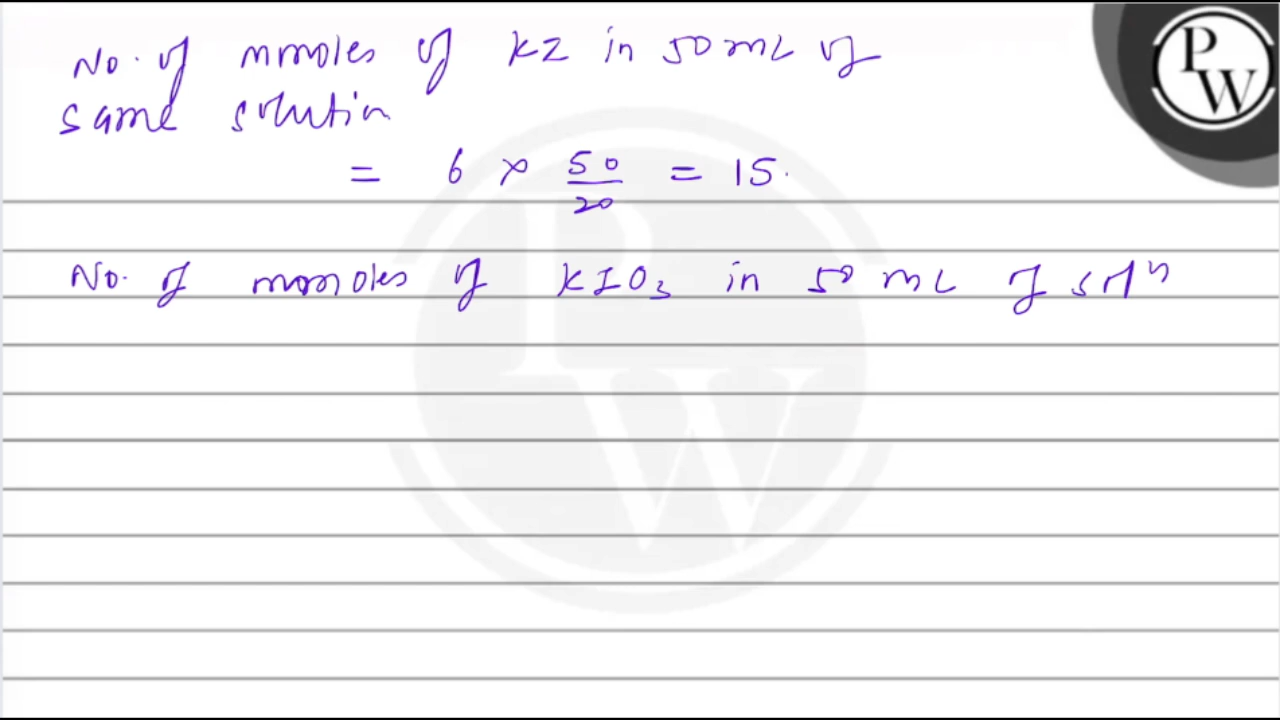 PW
No. of mmoles of KI in 50 mL of
same solution
= 6 × 50/20 = 15.
No. of mmoles of KIO3 in 50 mL of solⁿ